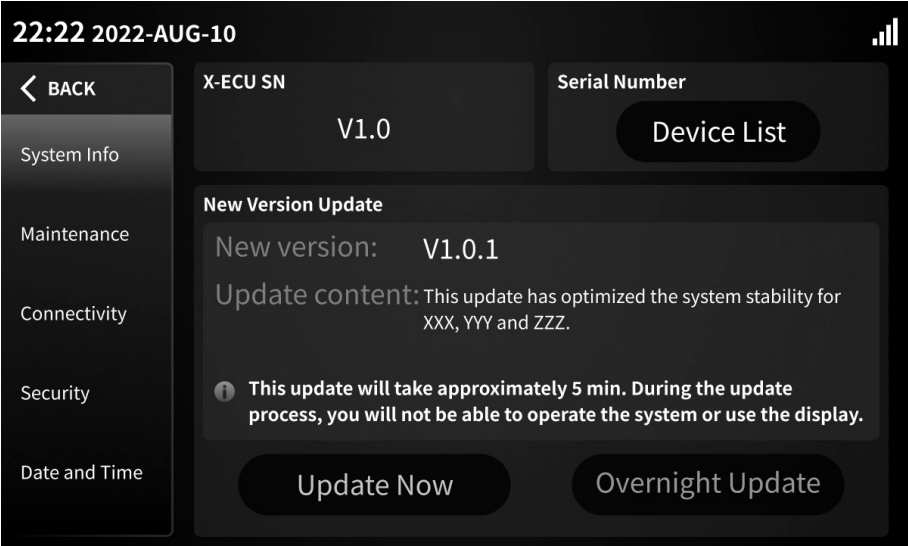 22:22 2022-AUG-10
BACK
System Info
Maintenance
Connectivity
Security
Date and Time
X-ECU SN
V1.0
Serial Number
Device List
New Version Update
New version: V1.0.1
Update content: This update has optimized the system stability for
XXX, YYY and ZZZ.
This update will take approximately 5 min. During the update
process, you will not be able to operate the system or use the display.
Update Now
Overnight Update